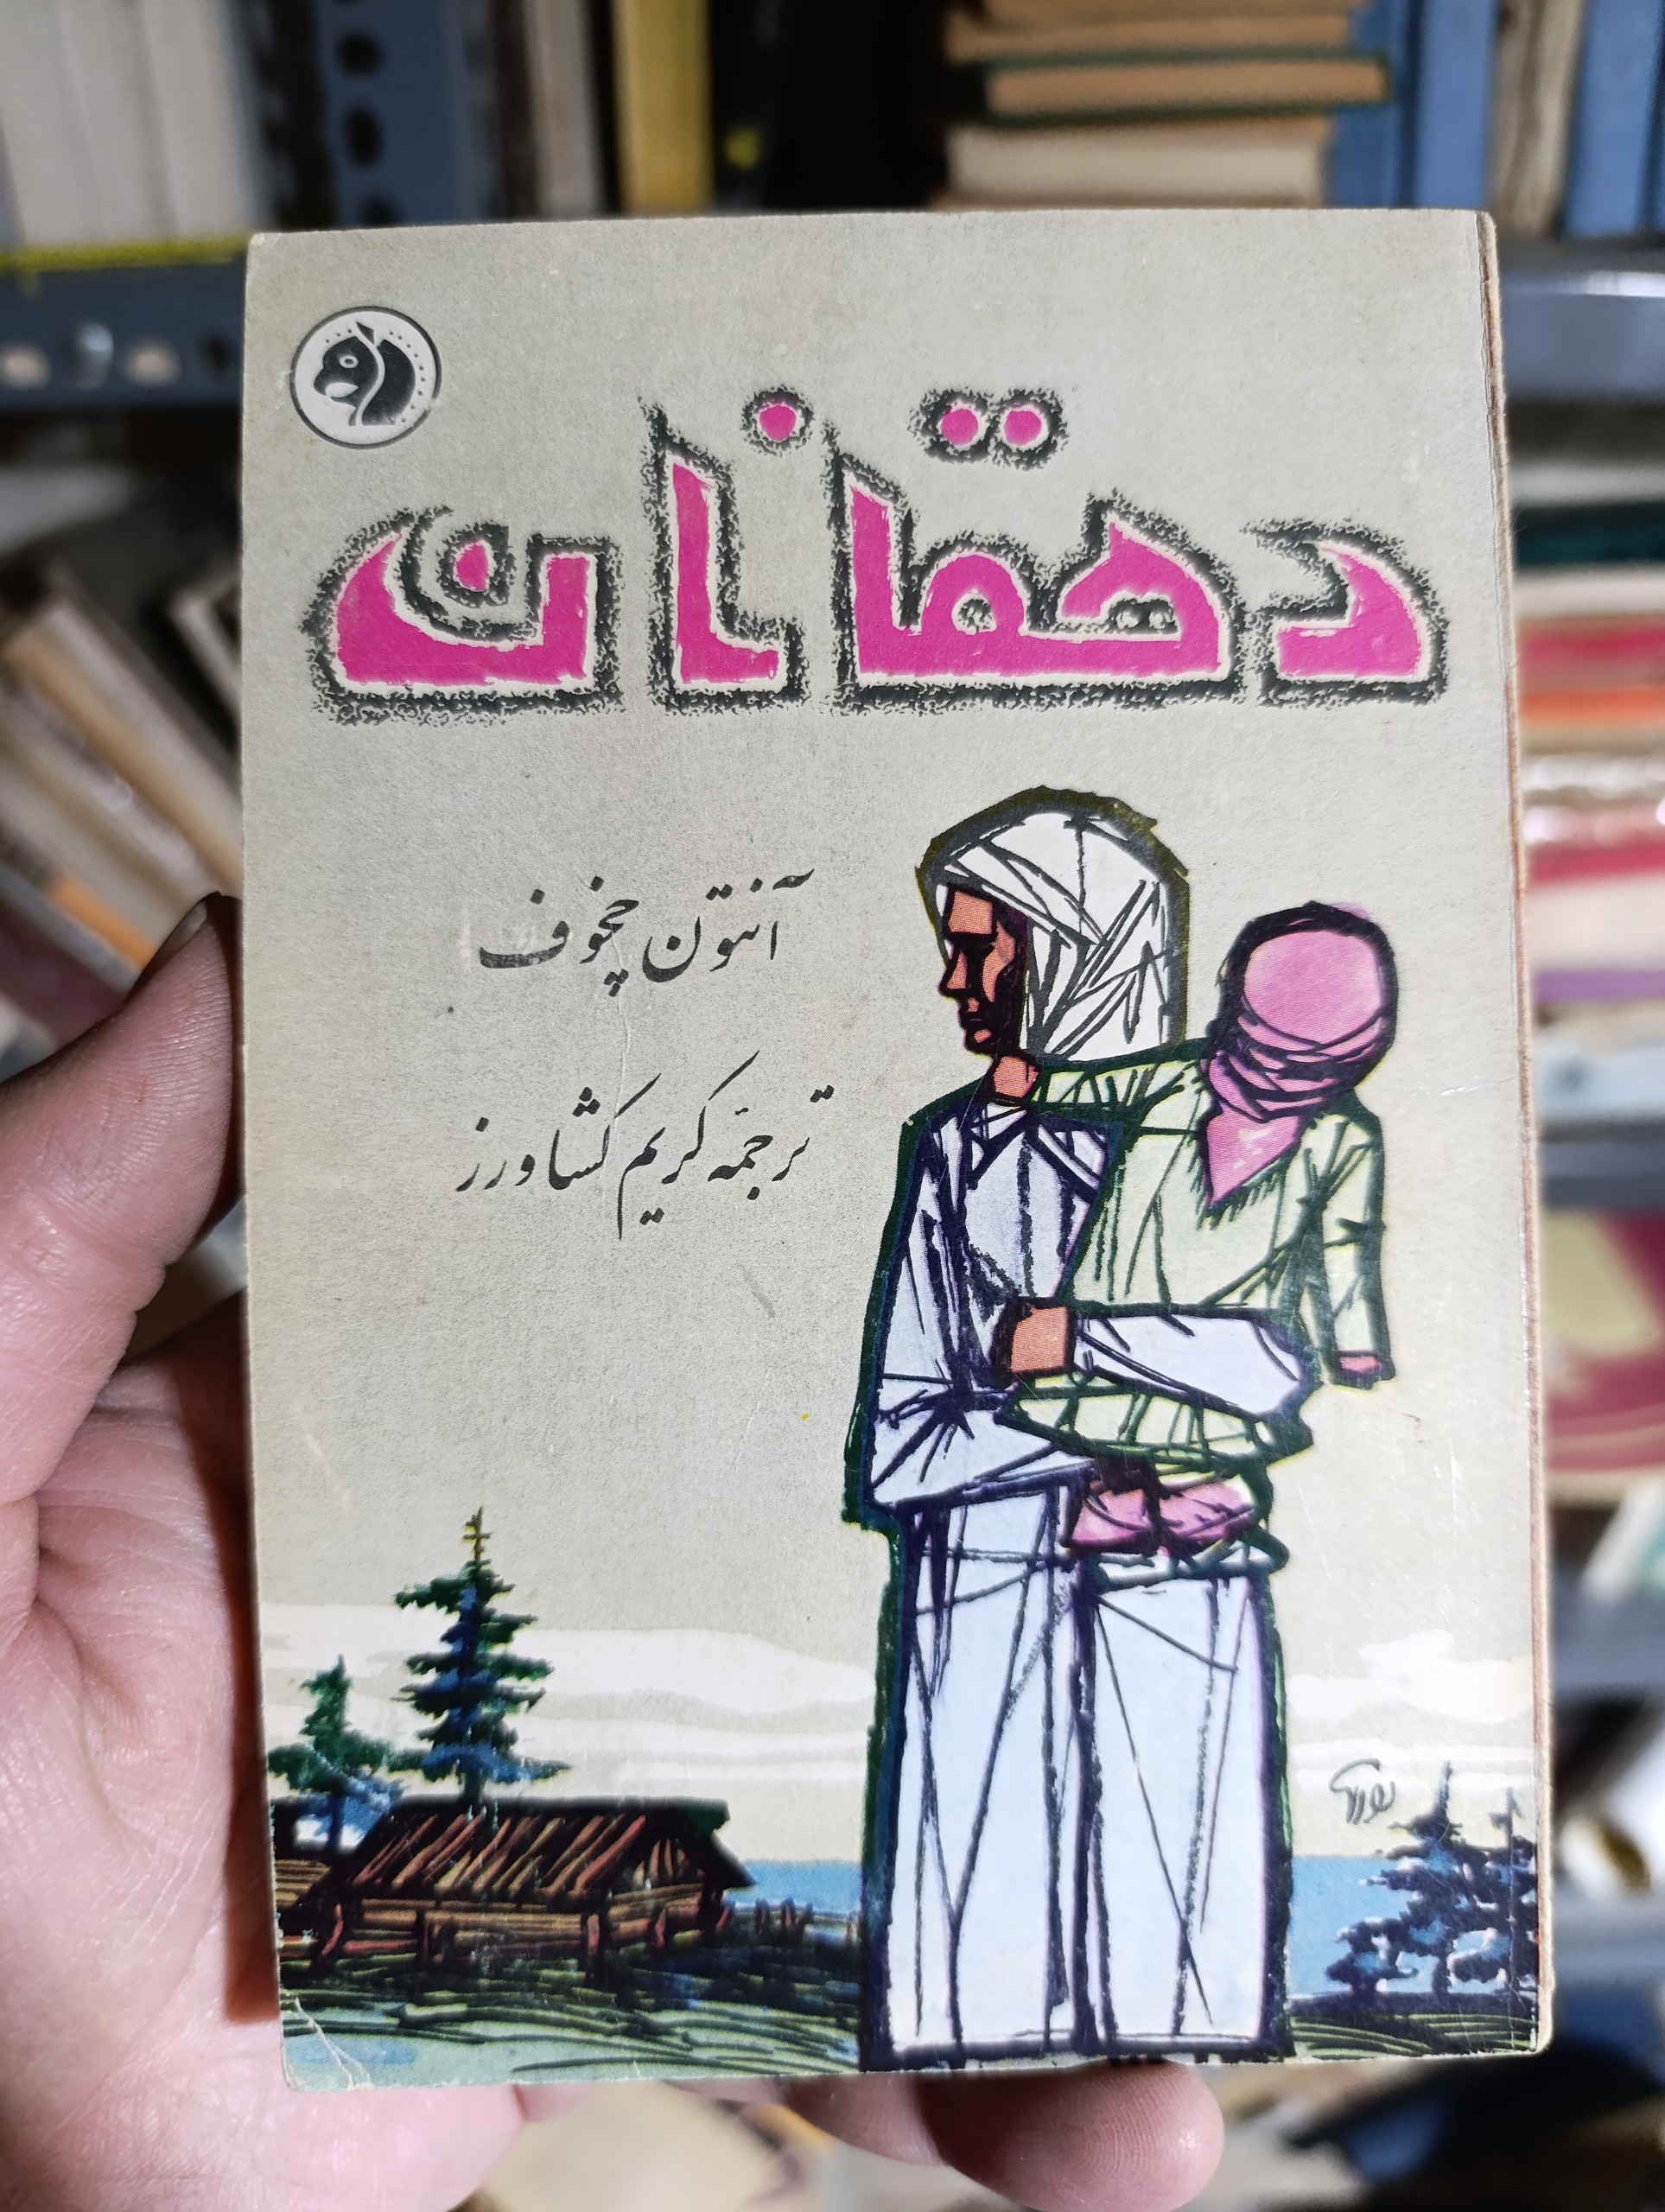 دهقانان
آنتون چخوف
ترجمهٔ کریم کشاورز